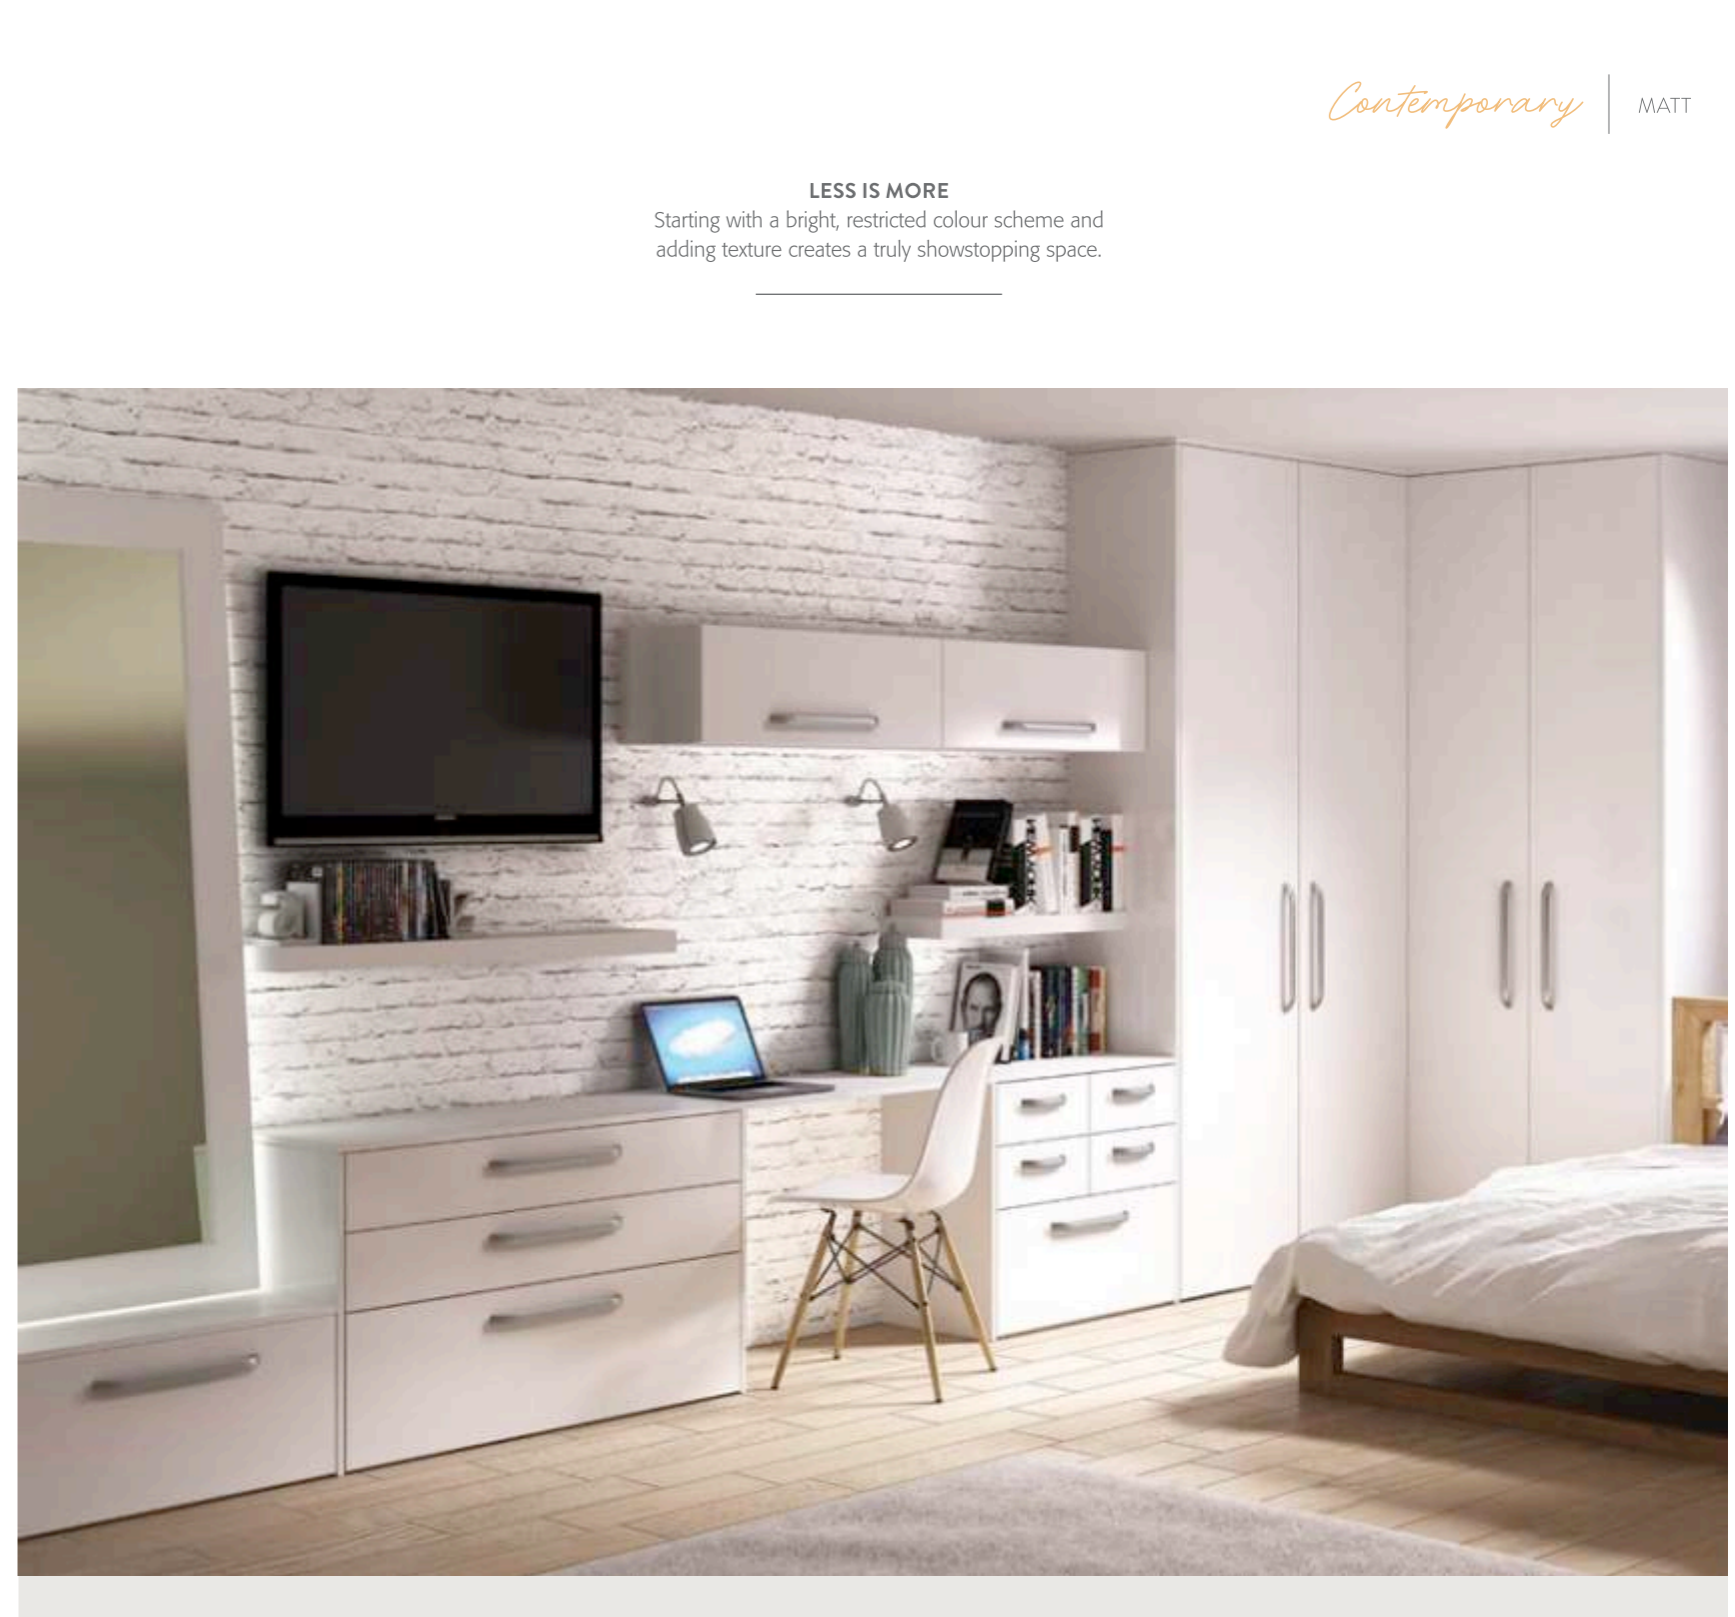 Contemporary | MATT
LESS IS MORE
Starting with a bright, restricted colour scheme and
adding texture creates a truly showstopping space.